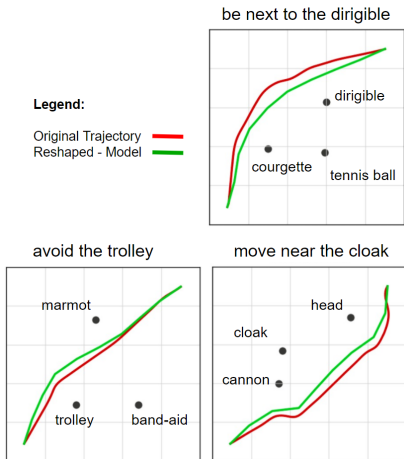 be next to the dirigible
Legend:
Original Trajectory
Reshaped - Model
dirigible
courgette
tennis ball
avoid the trolley
marmot
trolley
band-aid
move near the cloak
head
cloak
cannon